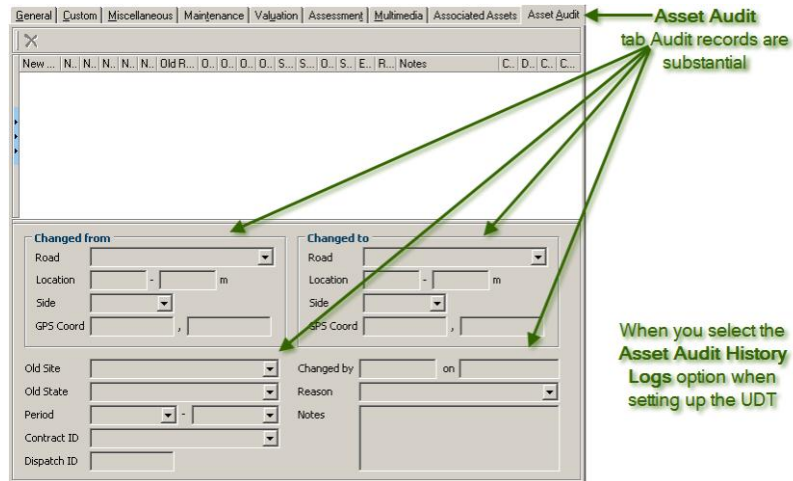 General Custom Miscellaneous Maintenance Valuation Assessment Multimedia Associated Assets Asset Audit
New ... N.. N.. N.. N.. N.. Old R... O.. O.. O.. O.. S... S... O.. S.. E.. R... Notes C.. D.. C.. C...
Asset Audit
tab Audit records are
substantial
Changed from
Road
Location - m
Side
GPS Coord ,
Changed to
Road
Location - m
Side
GPS Coord ,
Old Site
Old State
Period -
Contract ID
Dispatch ID
Changed by on
Reason
Notes
When you select the
Asset Audit History
Logs option when
setting up the UDT